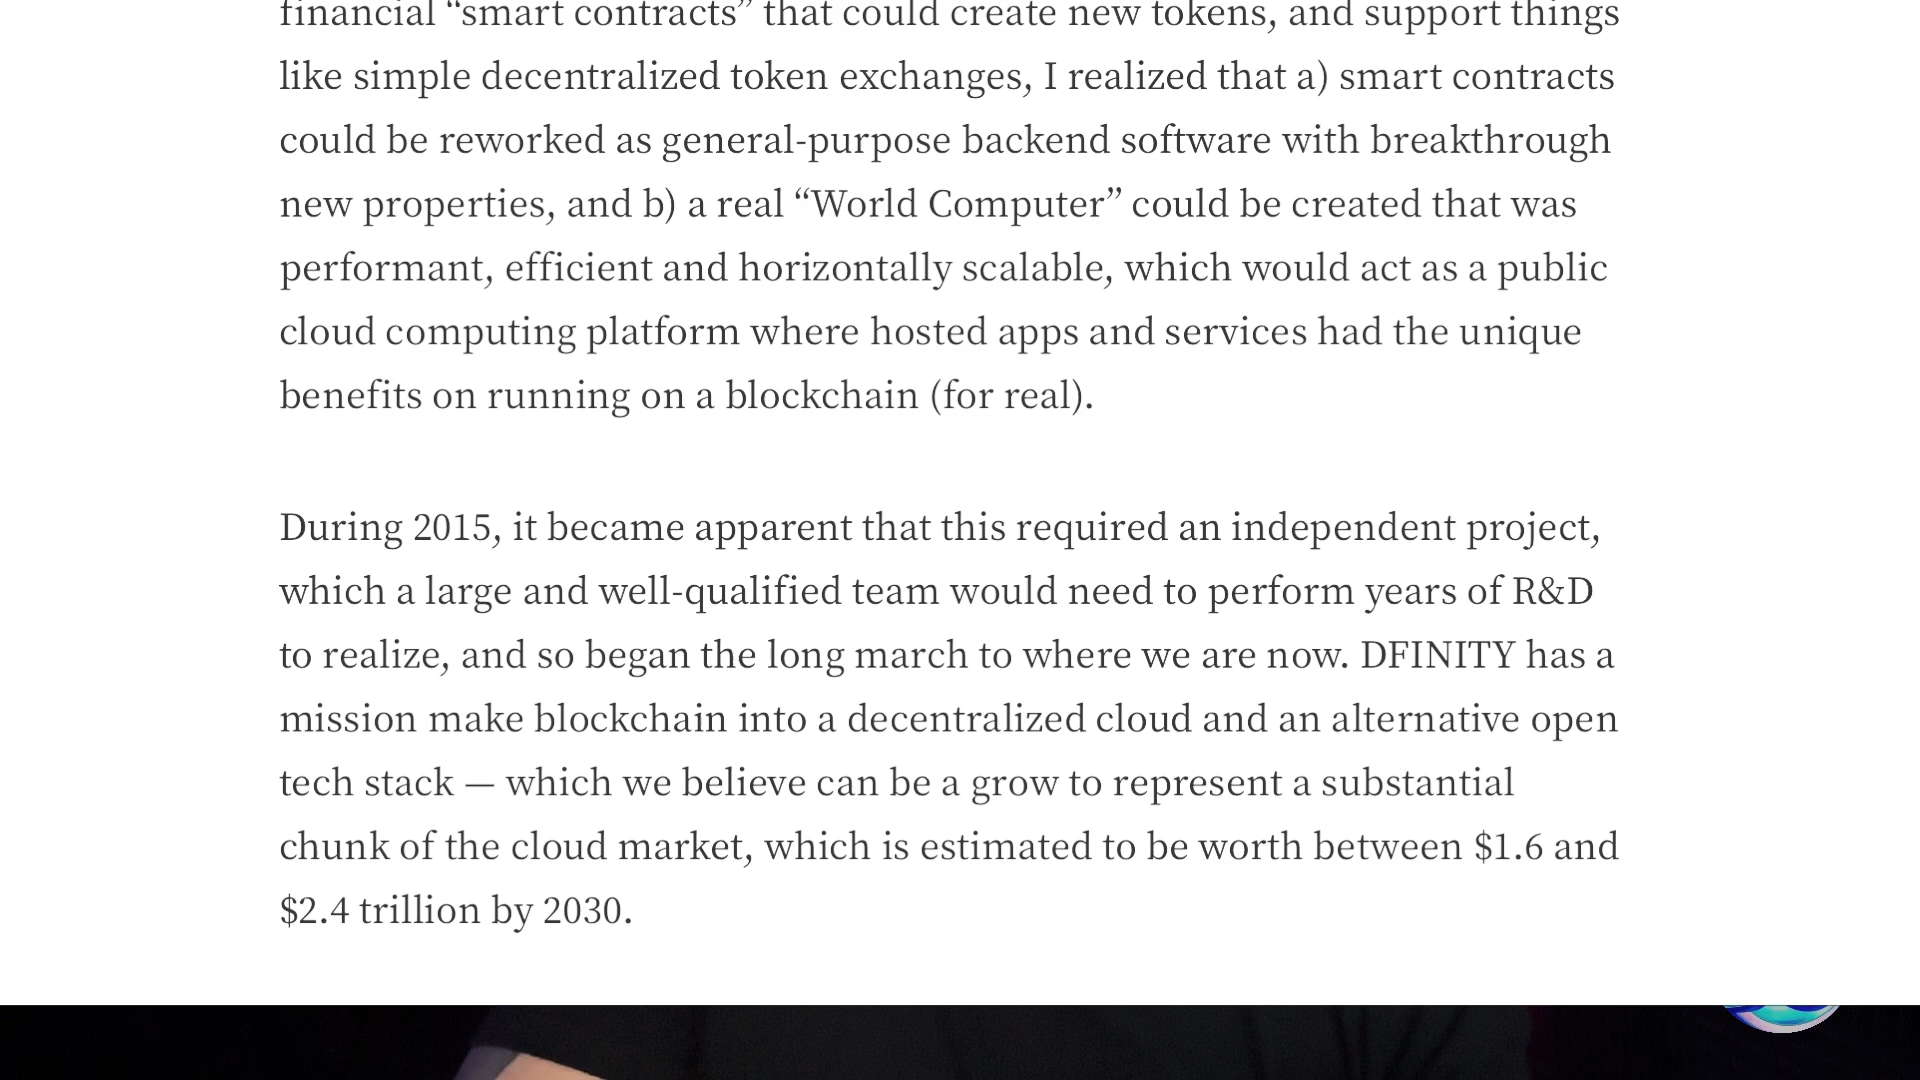 financial “smart contracts” that could create new tokens, and support things
like simple decentralized token exchanges, I realized that a) smart contracts
could be reworked as general-purpose backend software with breakthrough
new properties, and b) a real “World Computer” could be created that was
performant, efficient and horizontally scalable, which would act as a public
cloud computing platform where hosted apps and services had the unique
benefits on running on a blockchain (for real).
During 2015, it became apparent that this required an independent project,
which a large and well-qualified team would need to perform years of R&D
to realize, and so began the long march to where we are now. DFINITY has a
mission make blockchain into a decentralized cloud and an alternative open
tech stack — which we believe can be a grow to represent a substantial
chunk of the cloud market, which is estimated to be worth between $1.6 and
$2.4 trillion by 2030.